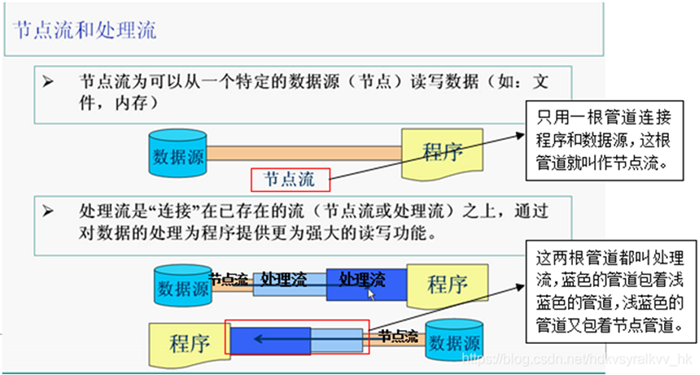 节点流和处理流
节点流为可以从一个特定的数据源（节点）读写数据（如：文
件，内存）
数据源
程序
节点流
只用一根管道连接
程序和数据源，这根
管道就叫作节点流。
处理流是“连接”在已存在的流（节点流或处理流）之上，通过
对数据的处理为程序提供更为强大的读写功能。
数据源
节点流
处理流
处理流
程序
程序
节点流
数据源
这两根管道都叫处理
流，蓝色的管道包着浅
蓝色的管道，浅蓝色的
管道又包着节点管道。